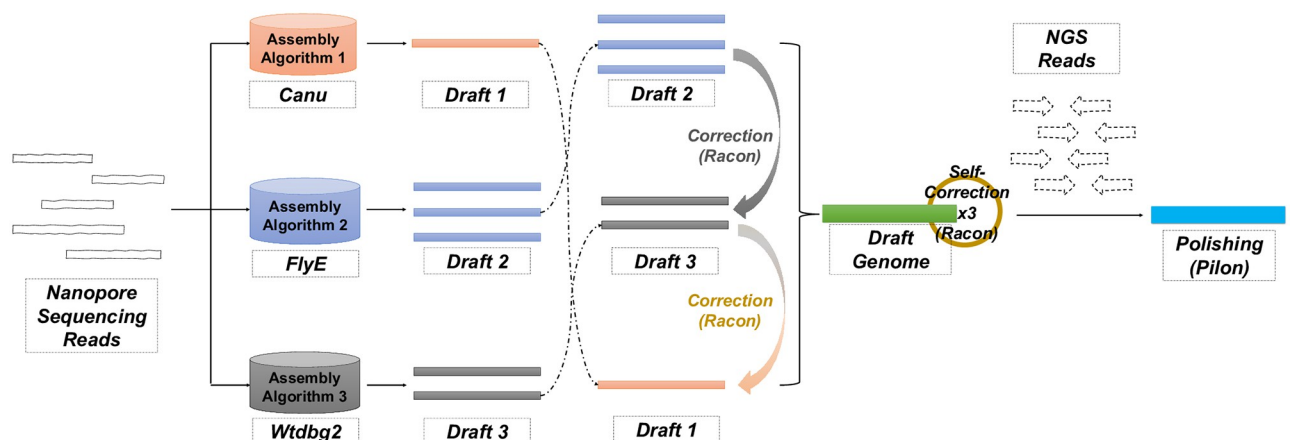 Assembly
Algorithm 1
Canu
Draft 1
Draft 2
NGS
Reads
Correction
(Racon)
Nanopore
Sequencing
Reads
Assembly
Algorithm 2
FlyE
Draft 2
Draft 3
Self-
Correction
x3
(Racon)
Draft
Genome
Polishing
(Pilon)
Correction
(Racon)
Assembly
Algorithm 3
Wtdbg2
Draft 3
Draft 1